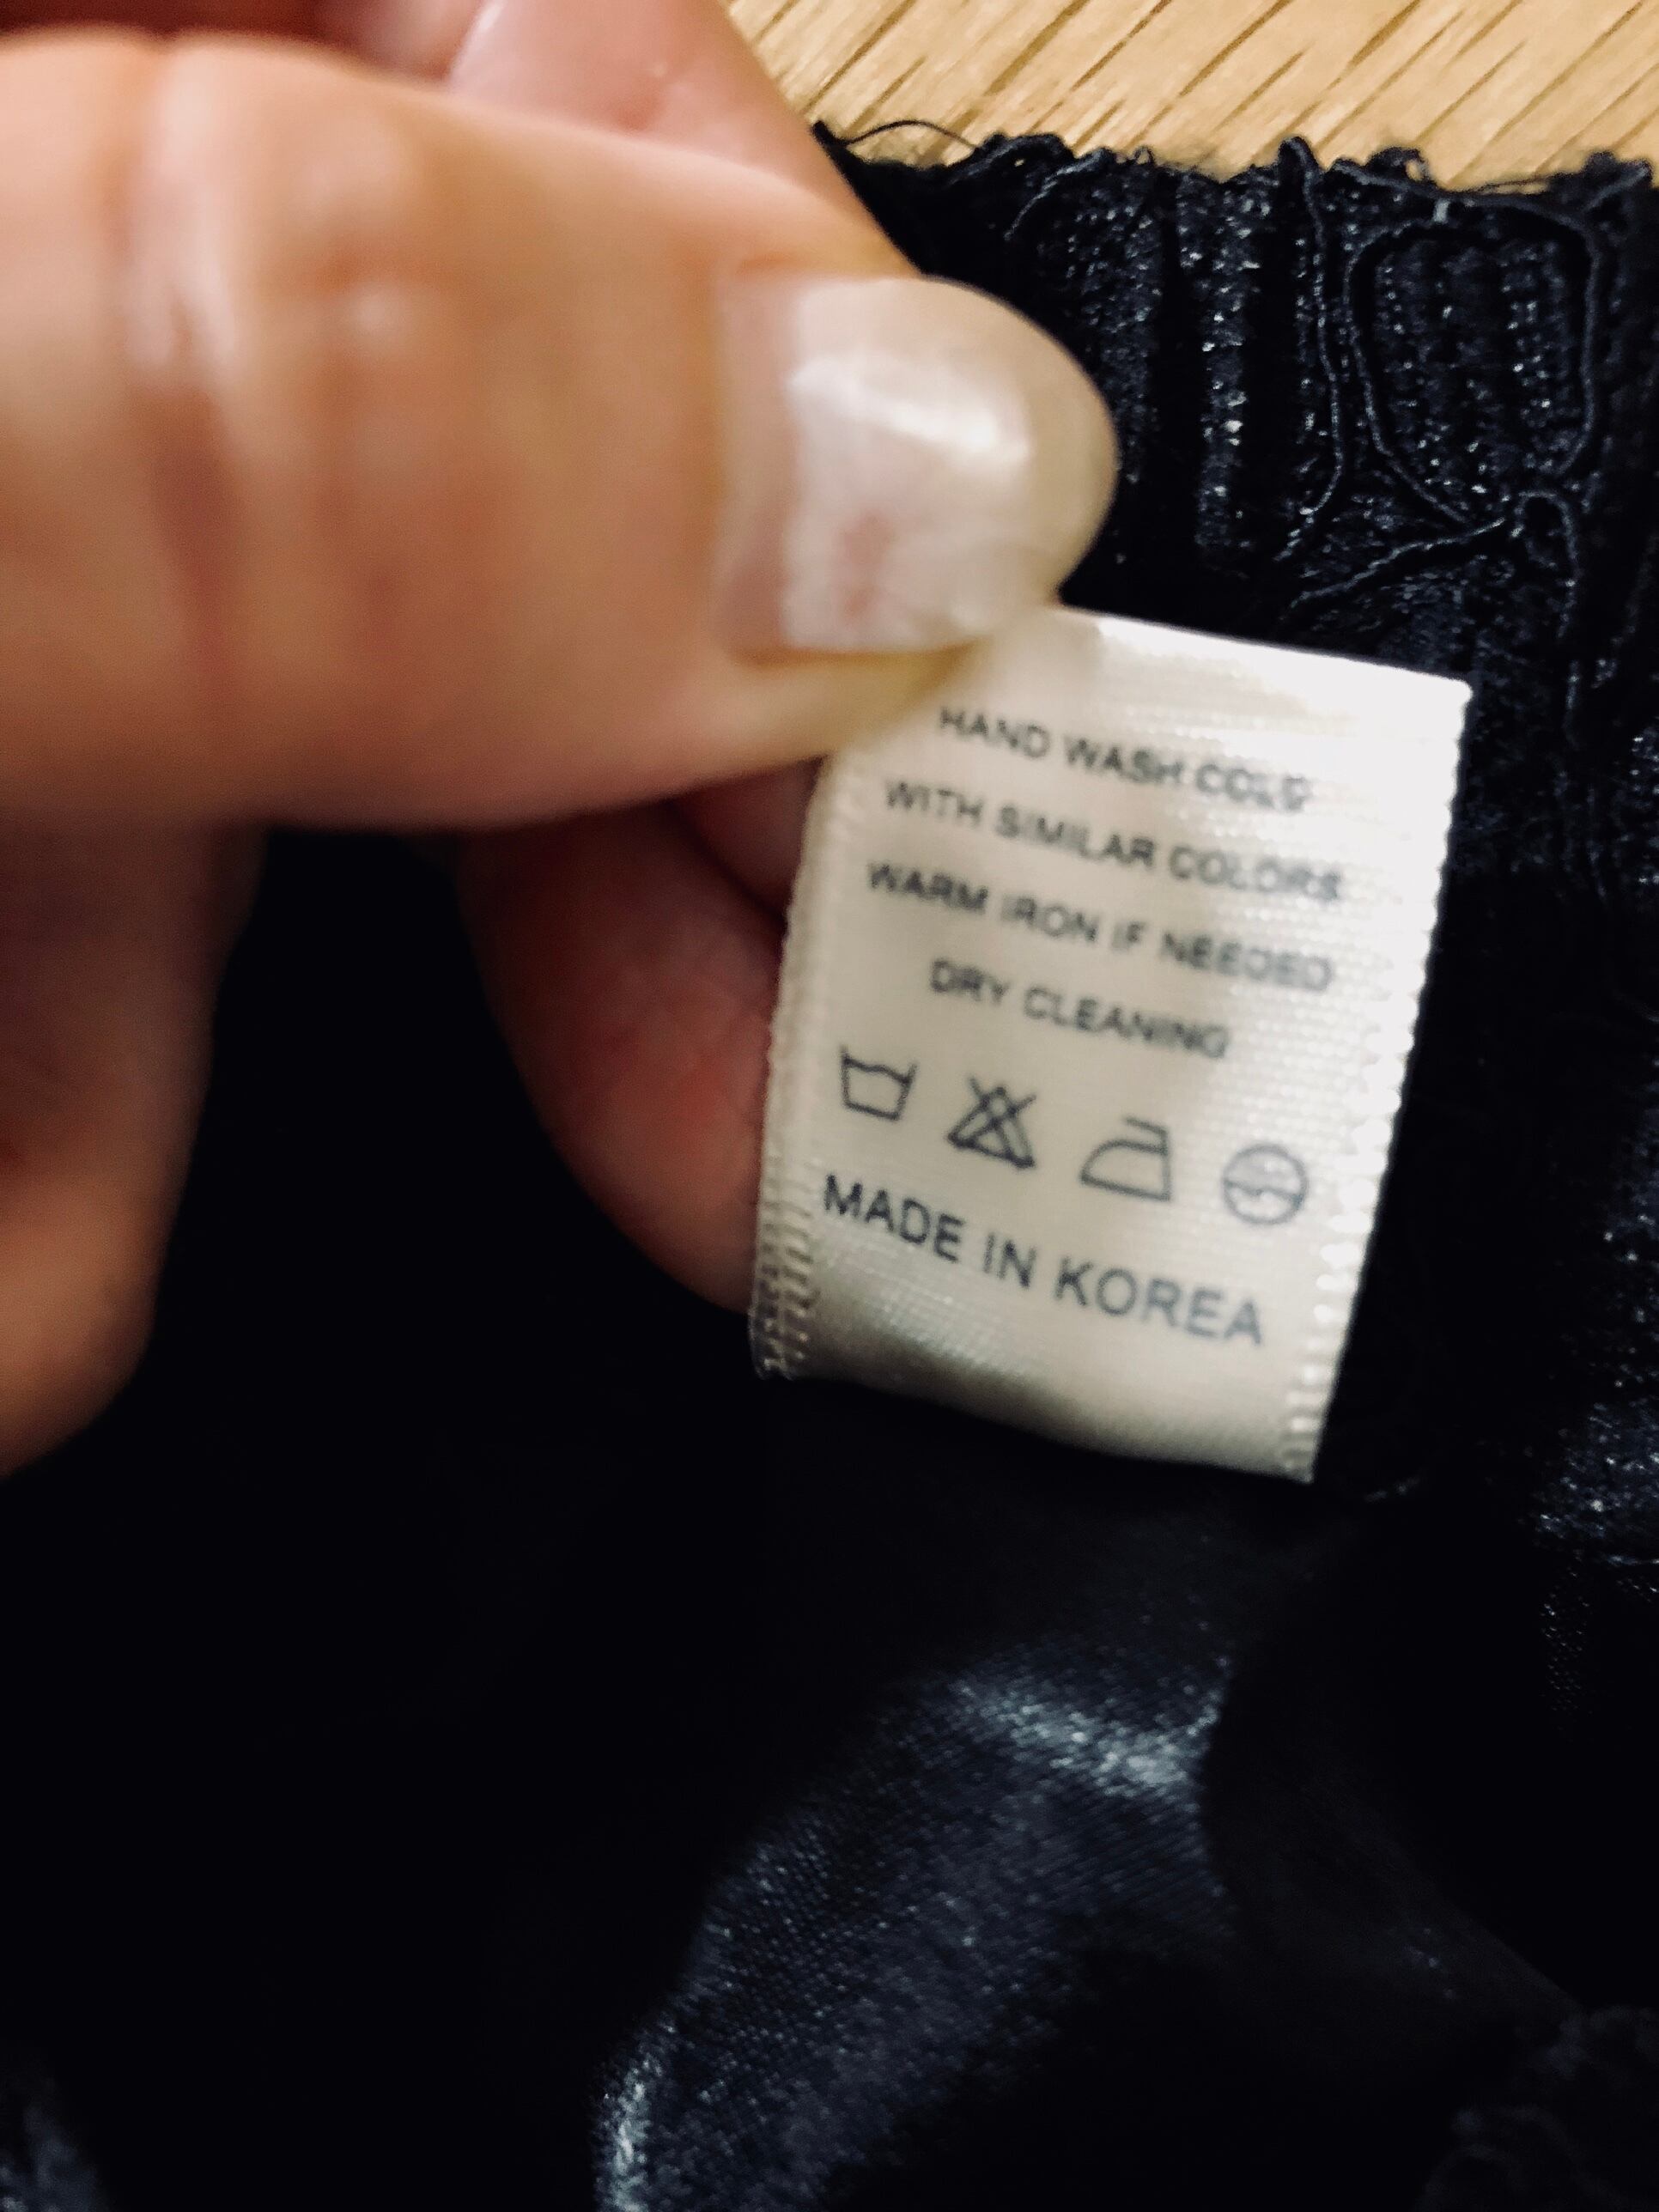 HAND WASH COLD
WITH SIMILAR COLORS
WARM IRON IF NEEDED
DRY CLEANING
MADE IN KOREA